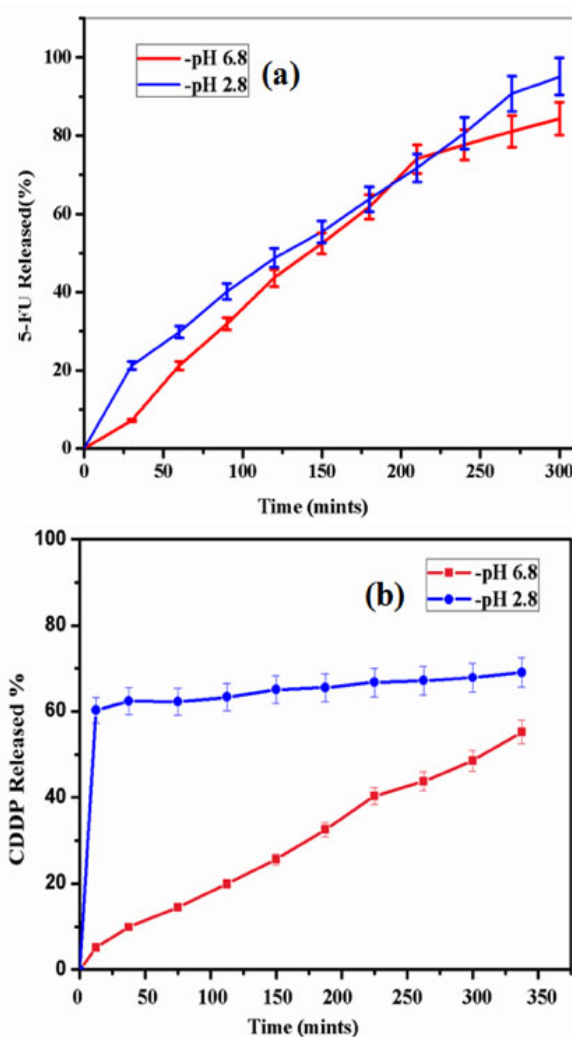 -pH 6.8
-pH 2.8
(a)
5-FU Released(%)
100
80
60
40
20
0
0 50 100 150 200 250 300
Time (mints)
-pH 6.8
-pH 2.8
(b)
CDDP Released %
100
80
60
40
20
0
0 50 100 150 200 250 300 350
Time (mints)